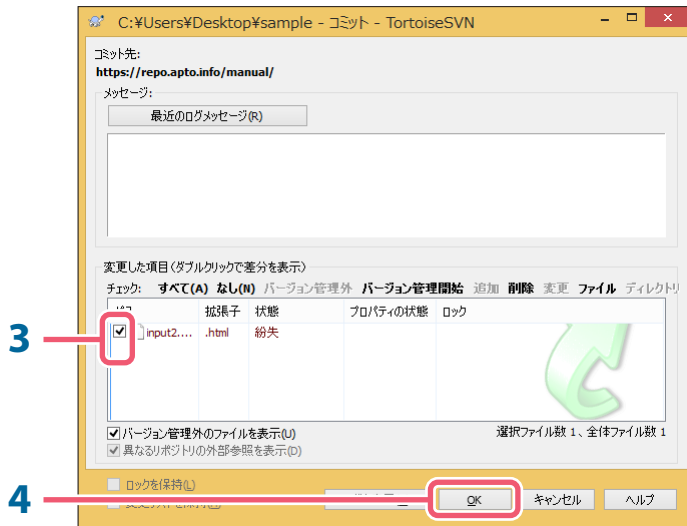 C:¥Users¥Desktop¥sample - コミット - TortoiseSVN
コミット先:
https://repo.apto.info/manual/
メッセージ:
最近のログメッセージ(R)
変更した項目(ダブルクリックで差分を表示)
チェック: すべて(A) なし(N) バージョン管理外 バージョン管理開始 追加 削除 変更 ファイル ディレクトリ
拡張子 状態 プロパティの状態 ロック
3
input2.... .html 紛失
バージョン管理外のファイルを表示(U) 選択ファイル数 1、全体ファイル数 1
異なるリポジトリの外部参照を表示(D)
ロックを保持(L)
4
OK キャンセル ヘルプ